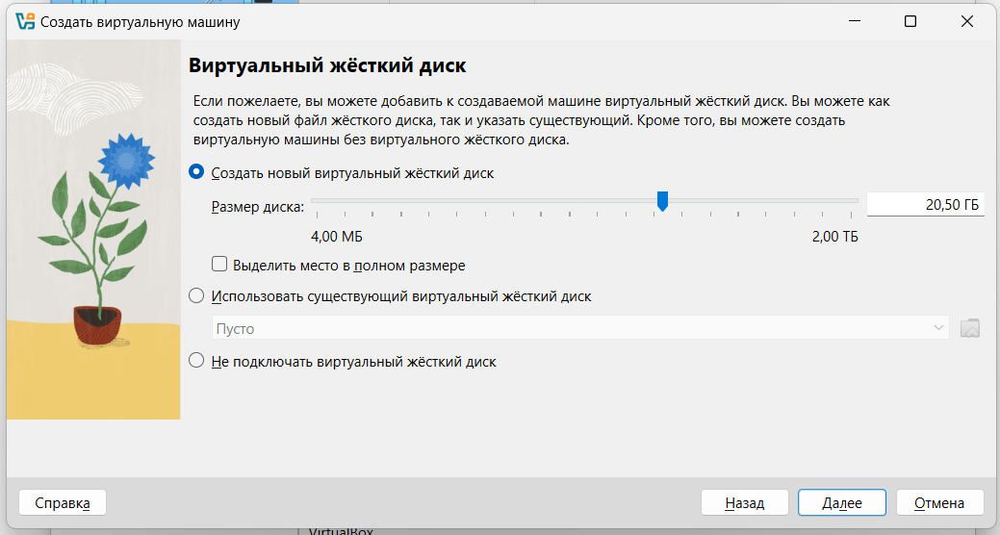 Создать виртуальную машину
Виртуальный жёсткий диск
Если пожелаете, вы можете добавить к создаваемой машине виртуальный жёсткий диск. Вы можете как
создать новый файл жёсткого диска, так и указать существующий. Кроме того, вы можете создать
виртуальную машины без виртуального жёсткого диска.
Создать новый виртуальный жёсткий диск
Размер диска:
20,50 ГБ
4,00 МБ
2,00 ТБ
Выделить место в полном размере
Использовать существующий виртуальный жёсткий диск
Пусто
Не подключать виртуальный жёсткий диск
Справка
Назад
Далее
Отмена
VirtualBox